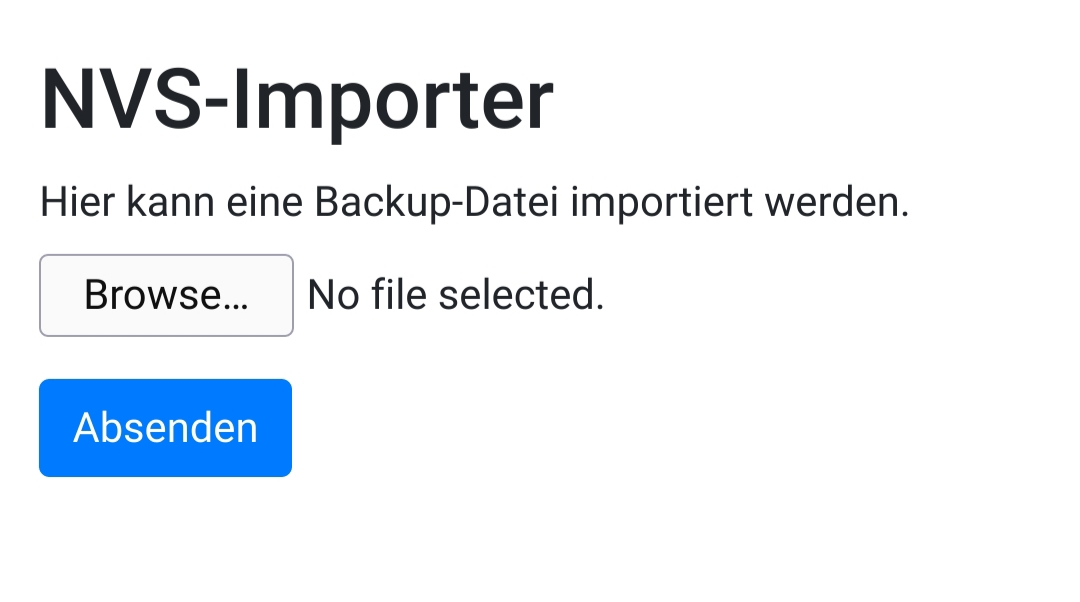 NVS-Importer
Hier kann eine Backup-Datei importiert werden.
Browse… No file selected.
Absenden